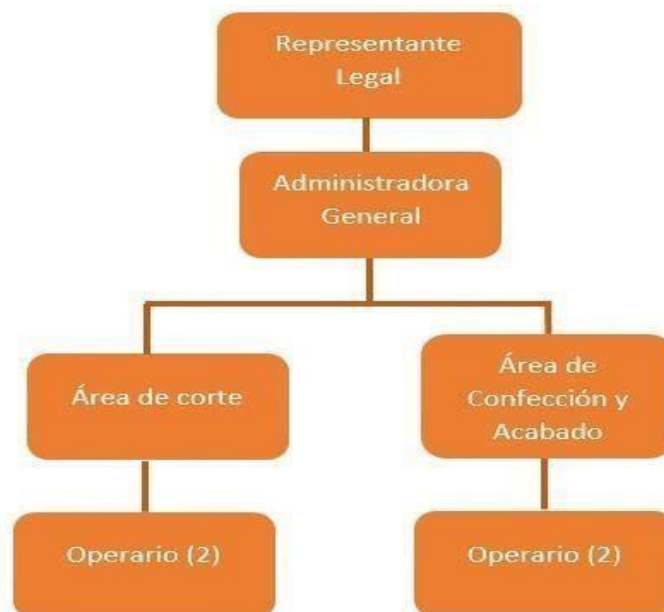 Representante
Legal
Administradora
General
Área de corte
Área de
Confección y
Acabado
Operario (2)
Operario (2)